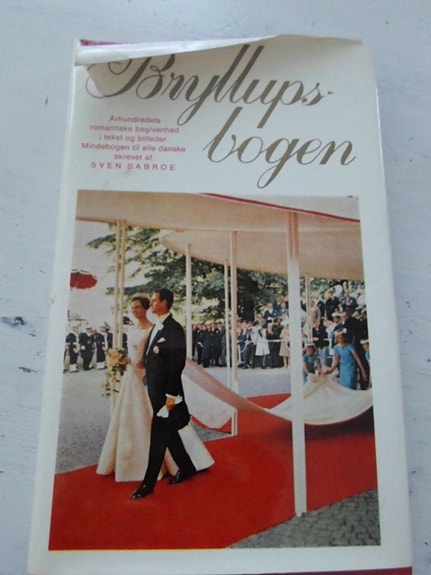 Bryllups-
bogen
Århundredets
romantiske begivenhed
i tekst og billeder.
Mindebogen til alle danske
skrevet af
SVEN SABROE